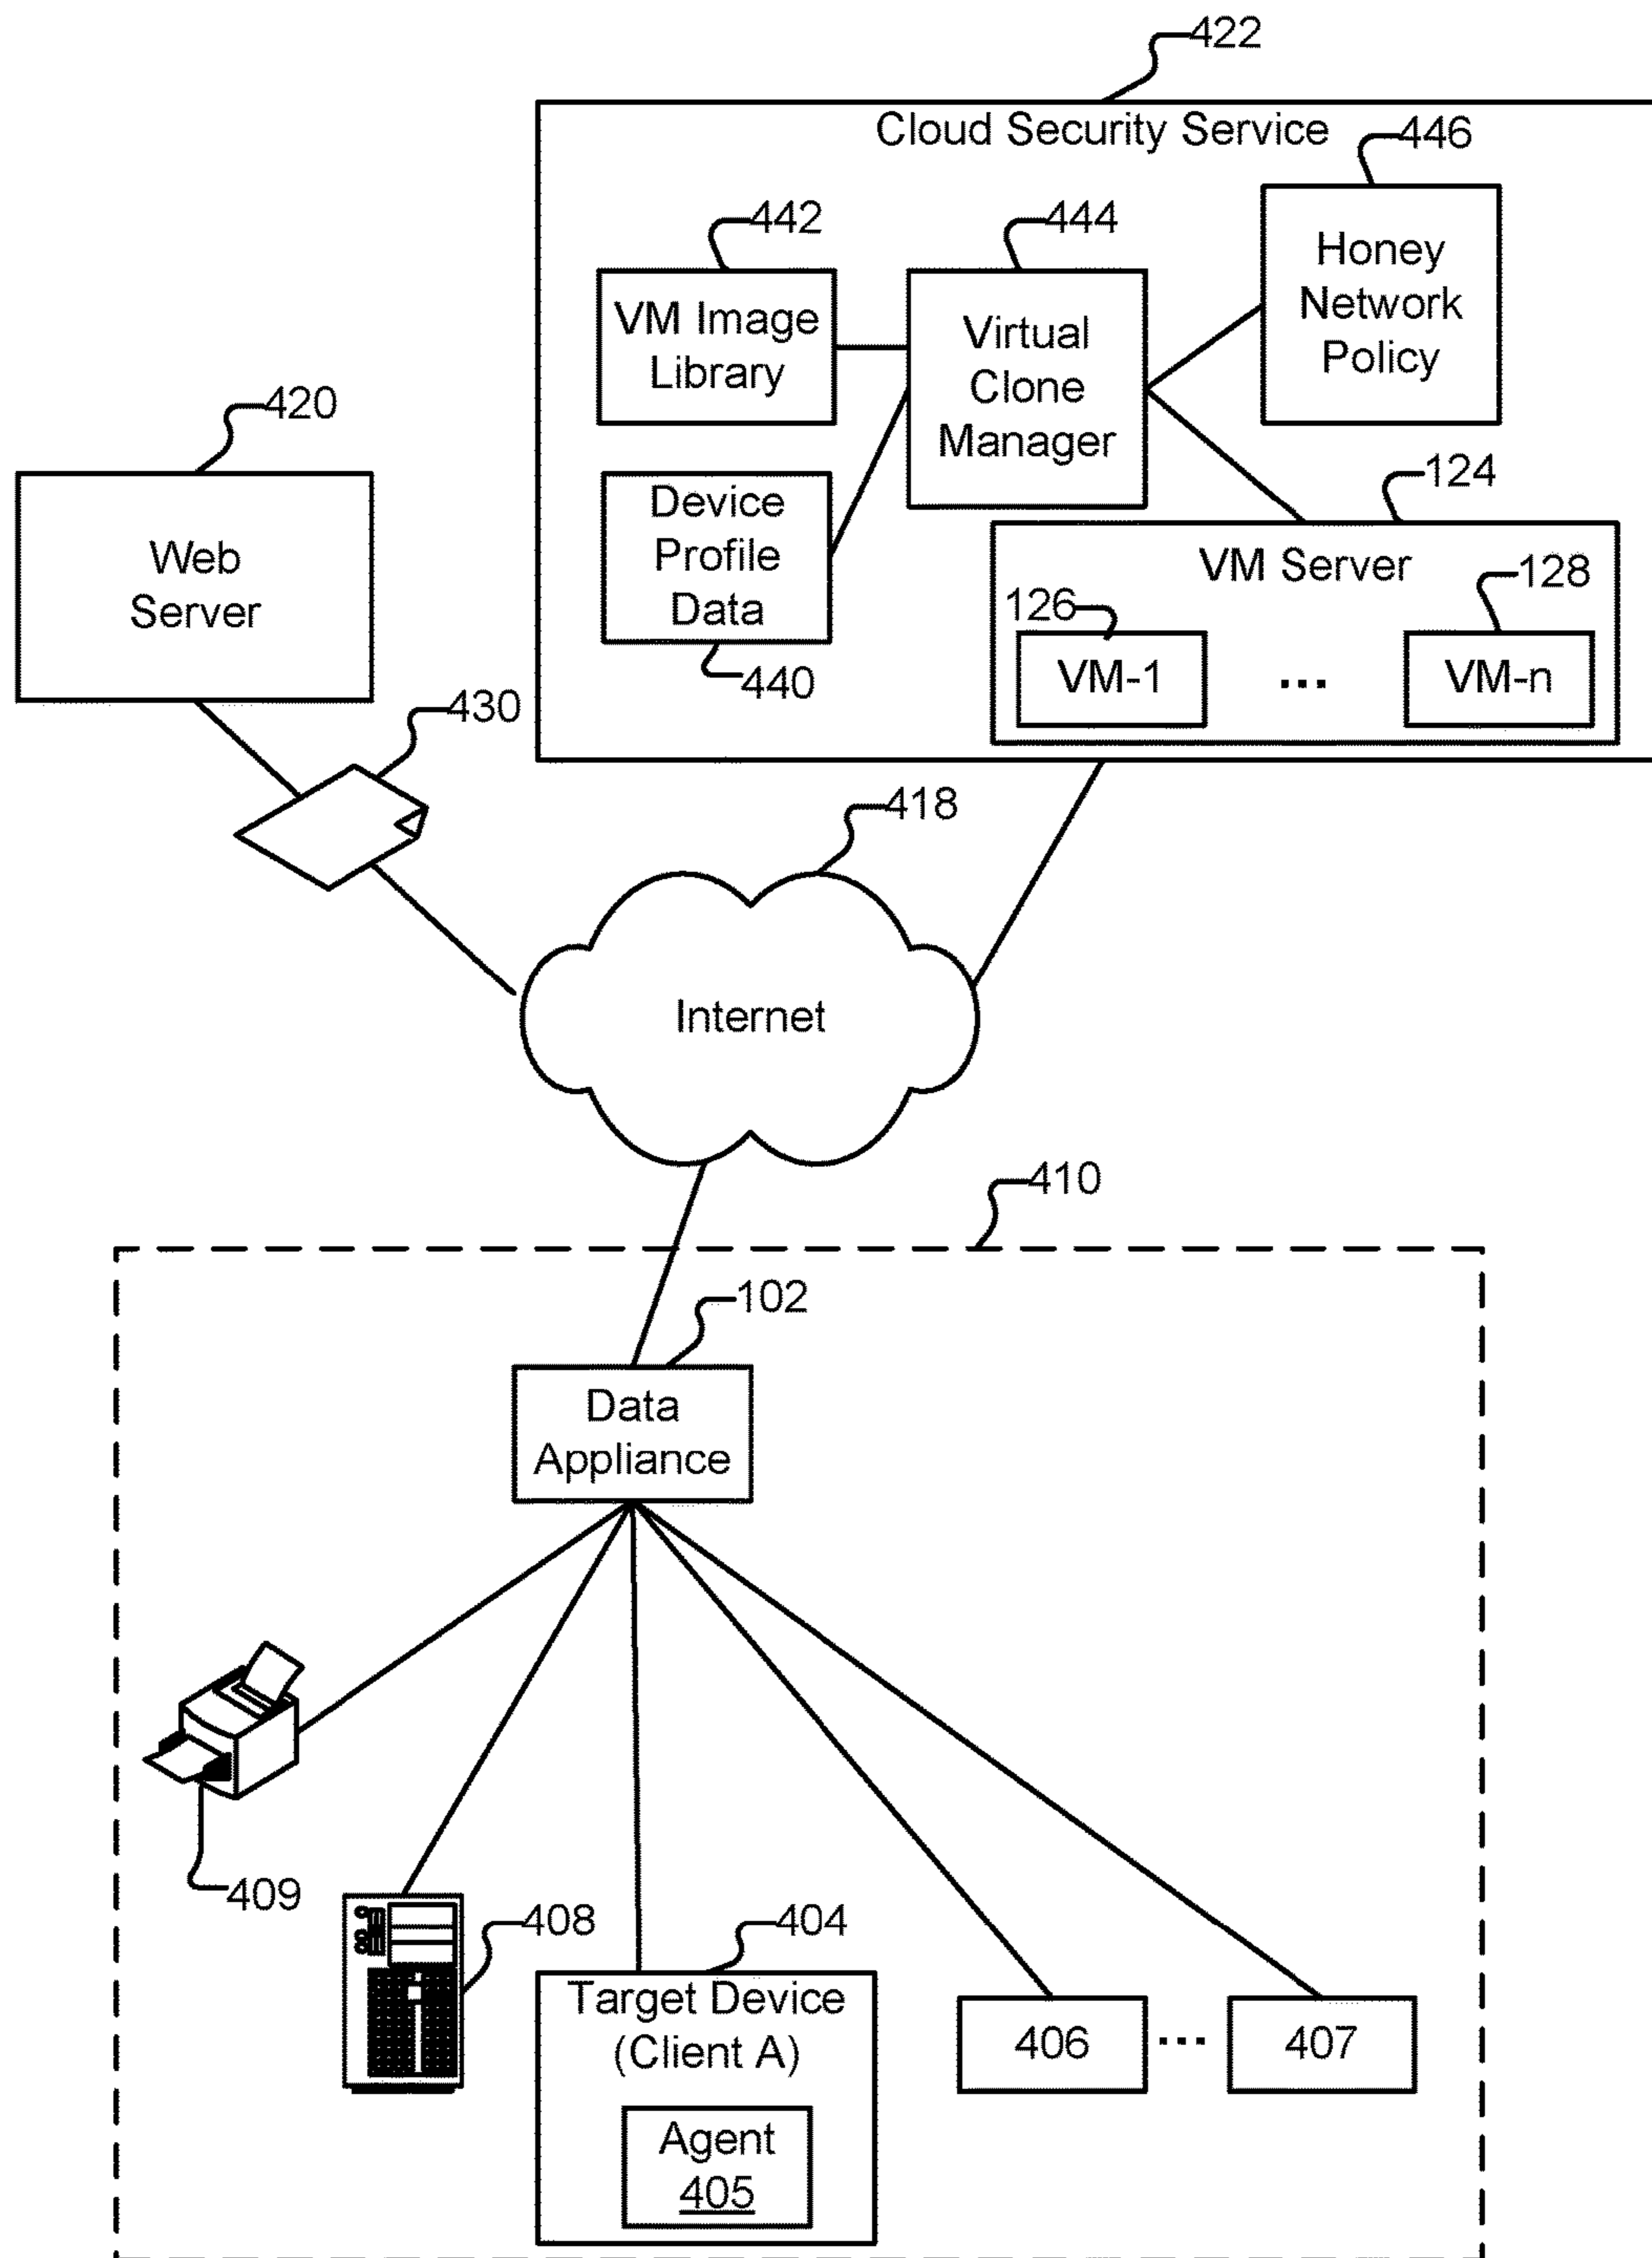 422
Cloud Security Service
446
442
444
Honey
Network
Policy
VM Image
Library
Virtual
Clone
Manager
420
124
Device
Profile
Data
Web
Server
VM Server
126
128
VM-1
...
VM-n
440
430
418
Internet
410
102
Data
Appliance
409
408
404
Target Device
(Client A)
406
...
407
Agent
405